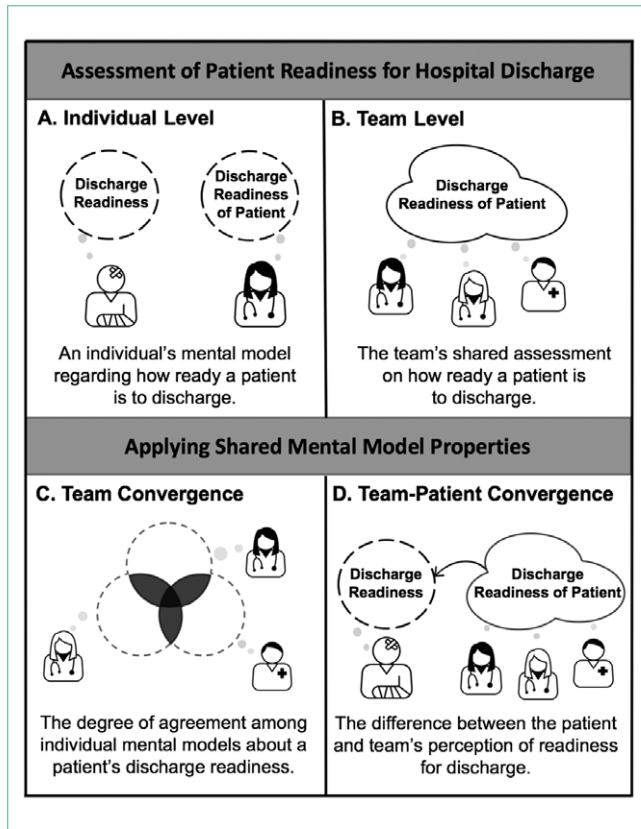 Assessment of Patient Readiness for Hospital Discharge
A. Individual Level
Discharge
Readiness
Discharge
Readiness
of Patient
An individual's mental model
regarding how ready a patient
is to discharge.
B. Team Level
Discharge
Readiness of Patient
The team's shared assessment
on how ready a patient is
to discharge.
Applying Shared Mental Model Properties
C. Team Convergence
The degree of agreement among
individual mental models about a
patient's discharge readiness.
D. Team-Patient Convergence
Discharge
Readiness
Discharge
Readiness of Patient
The difference between the patient
and team's perception of readiness
for discharge.